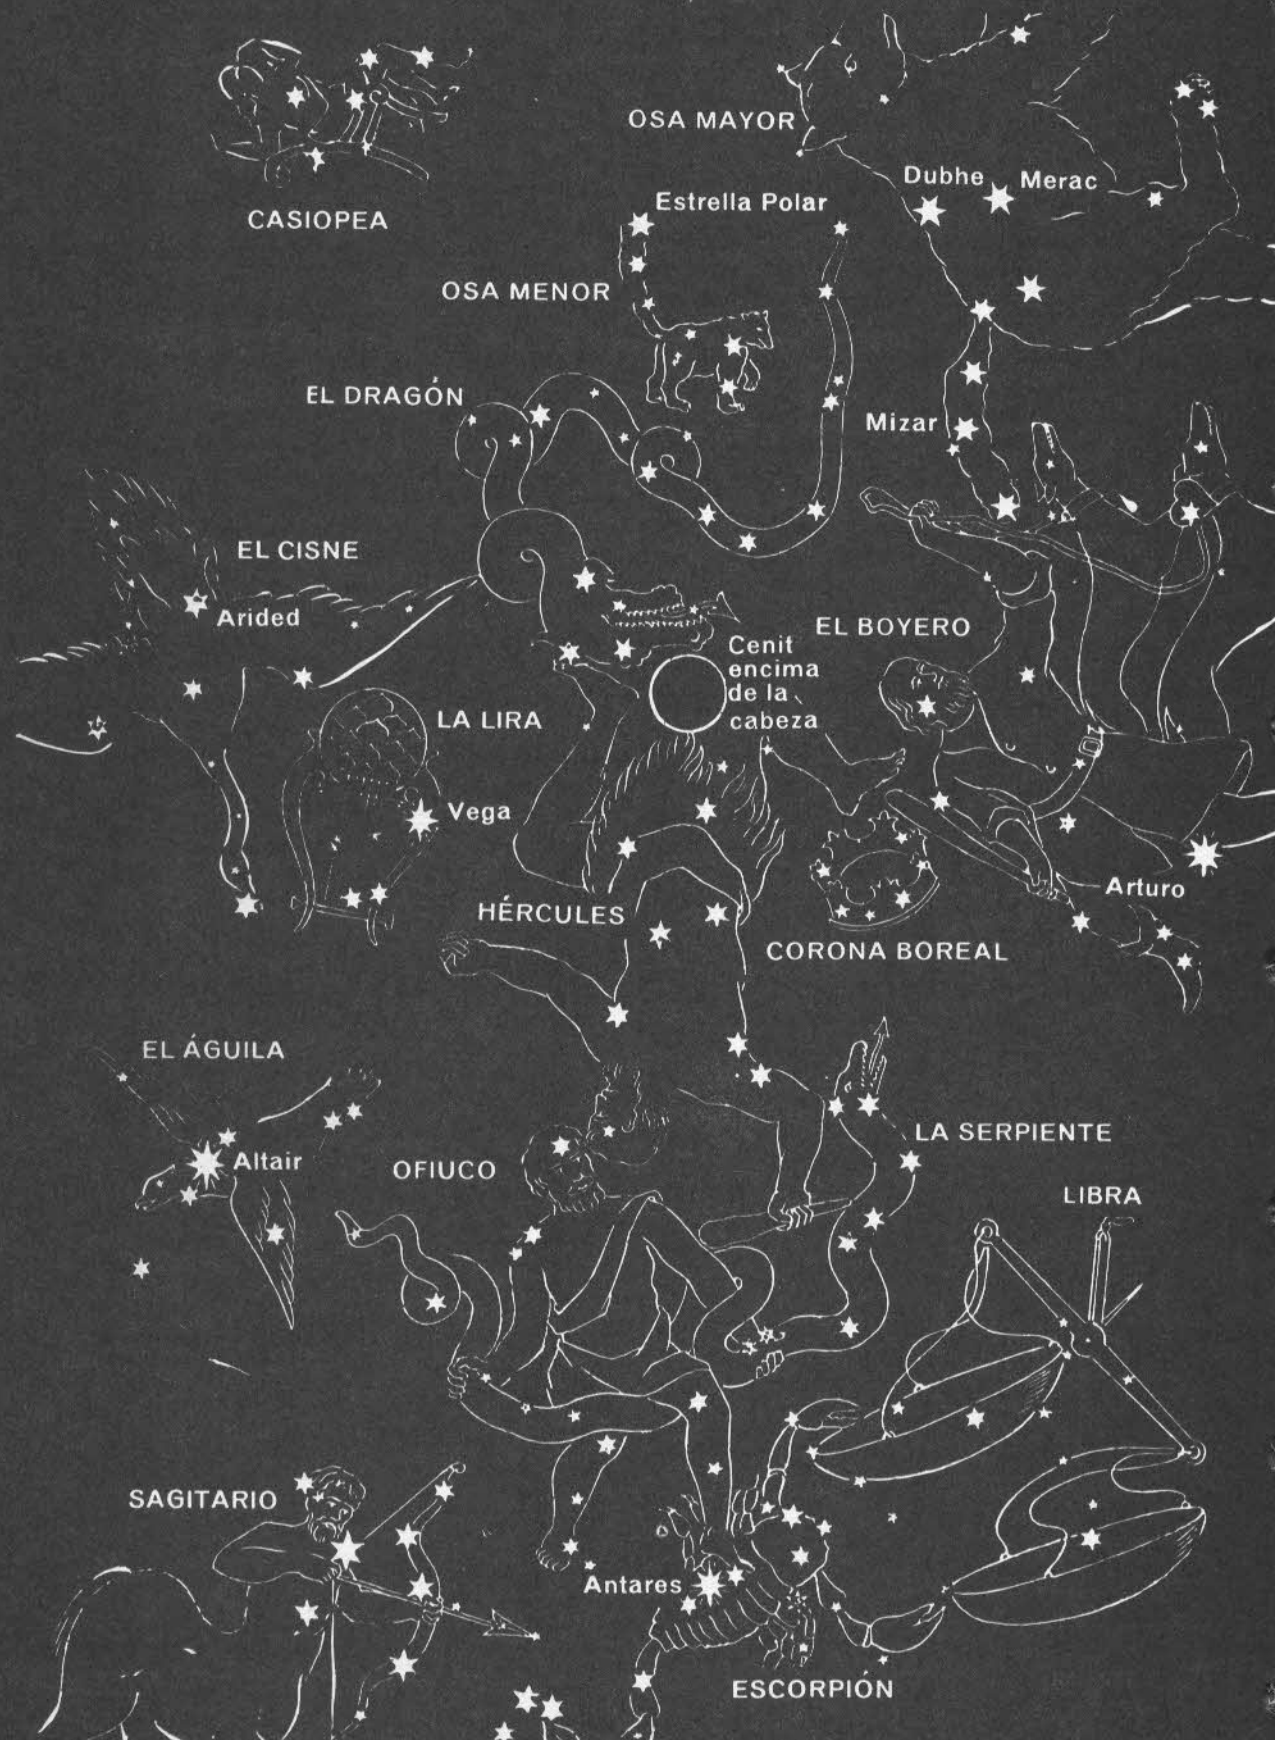 OSA MAYOR
Dubhe
Merac
CASIOPEA
Estrella Polar
OSA MENOR
EL DRAGÓN
Mizar
EL CISNE
Arided
EL BOYERO
Cenit
encima
de la
cabeza
LA LIRA
Vega
Arturo
HÉRCULES
CORONA BOREAL
EL ÁGUILA
Altair
OFIUCO
LA SERPIENTE
LIBRA
SAGITARIO
Antares
ESCORPIÓN